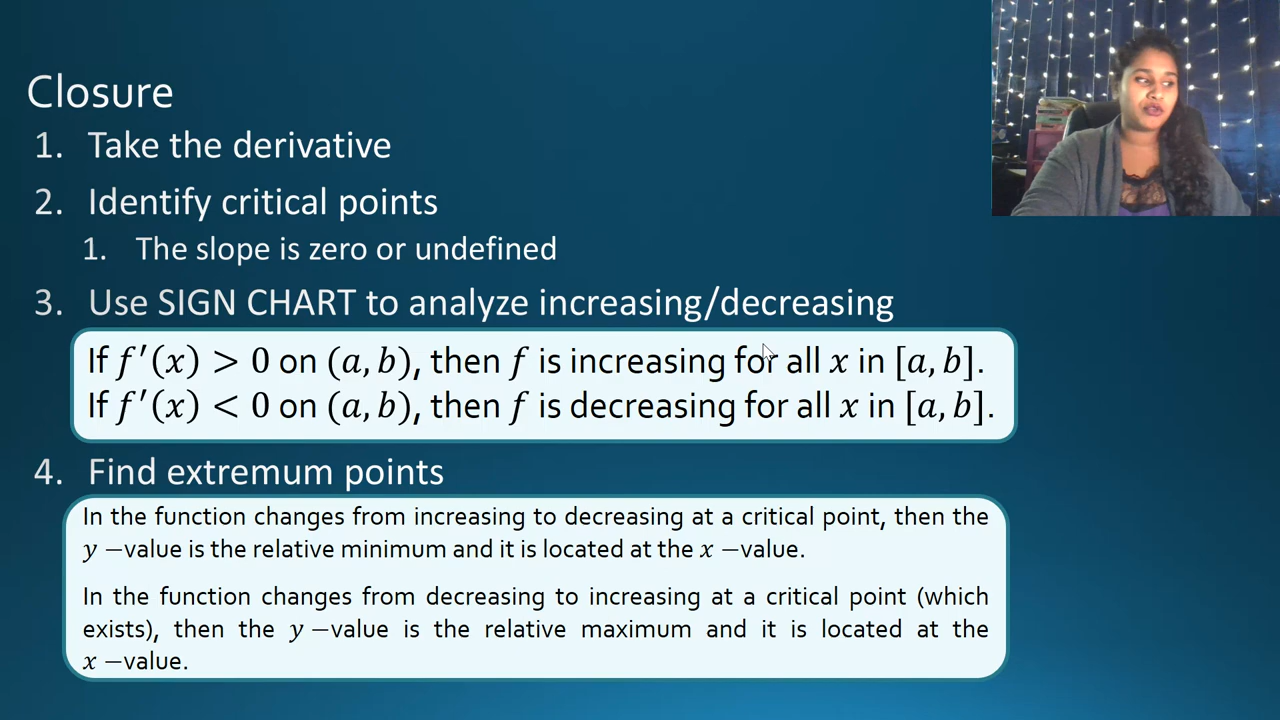 Closure
1. Take the derivative
2. Identify critical points
1. The slope is zero or undefined
3. Use SIGN CHART to analyze increasing/decreasing
If f′(x) > 0 on (a, b), then f is increasing for all x in [a, b].
If f′(x) < 0 on (a, b), then f is decreasing for all x in [a, b].
4. Find extremum points
In the function changes from increasing to decreasing at a critical point, then the
y −value is the relative minimum and it is located at the x −value.
In the function changes from decreasing to increasing at a critical point (which
exists), then the y −value is the relative maximum and it is located at the
x −value.